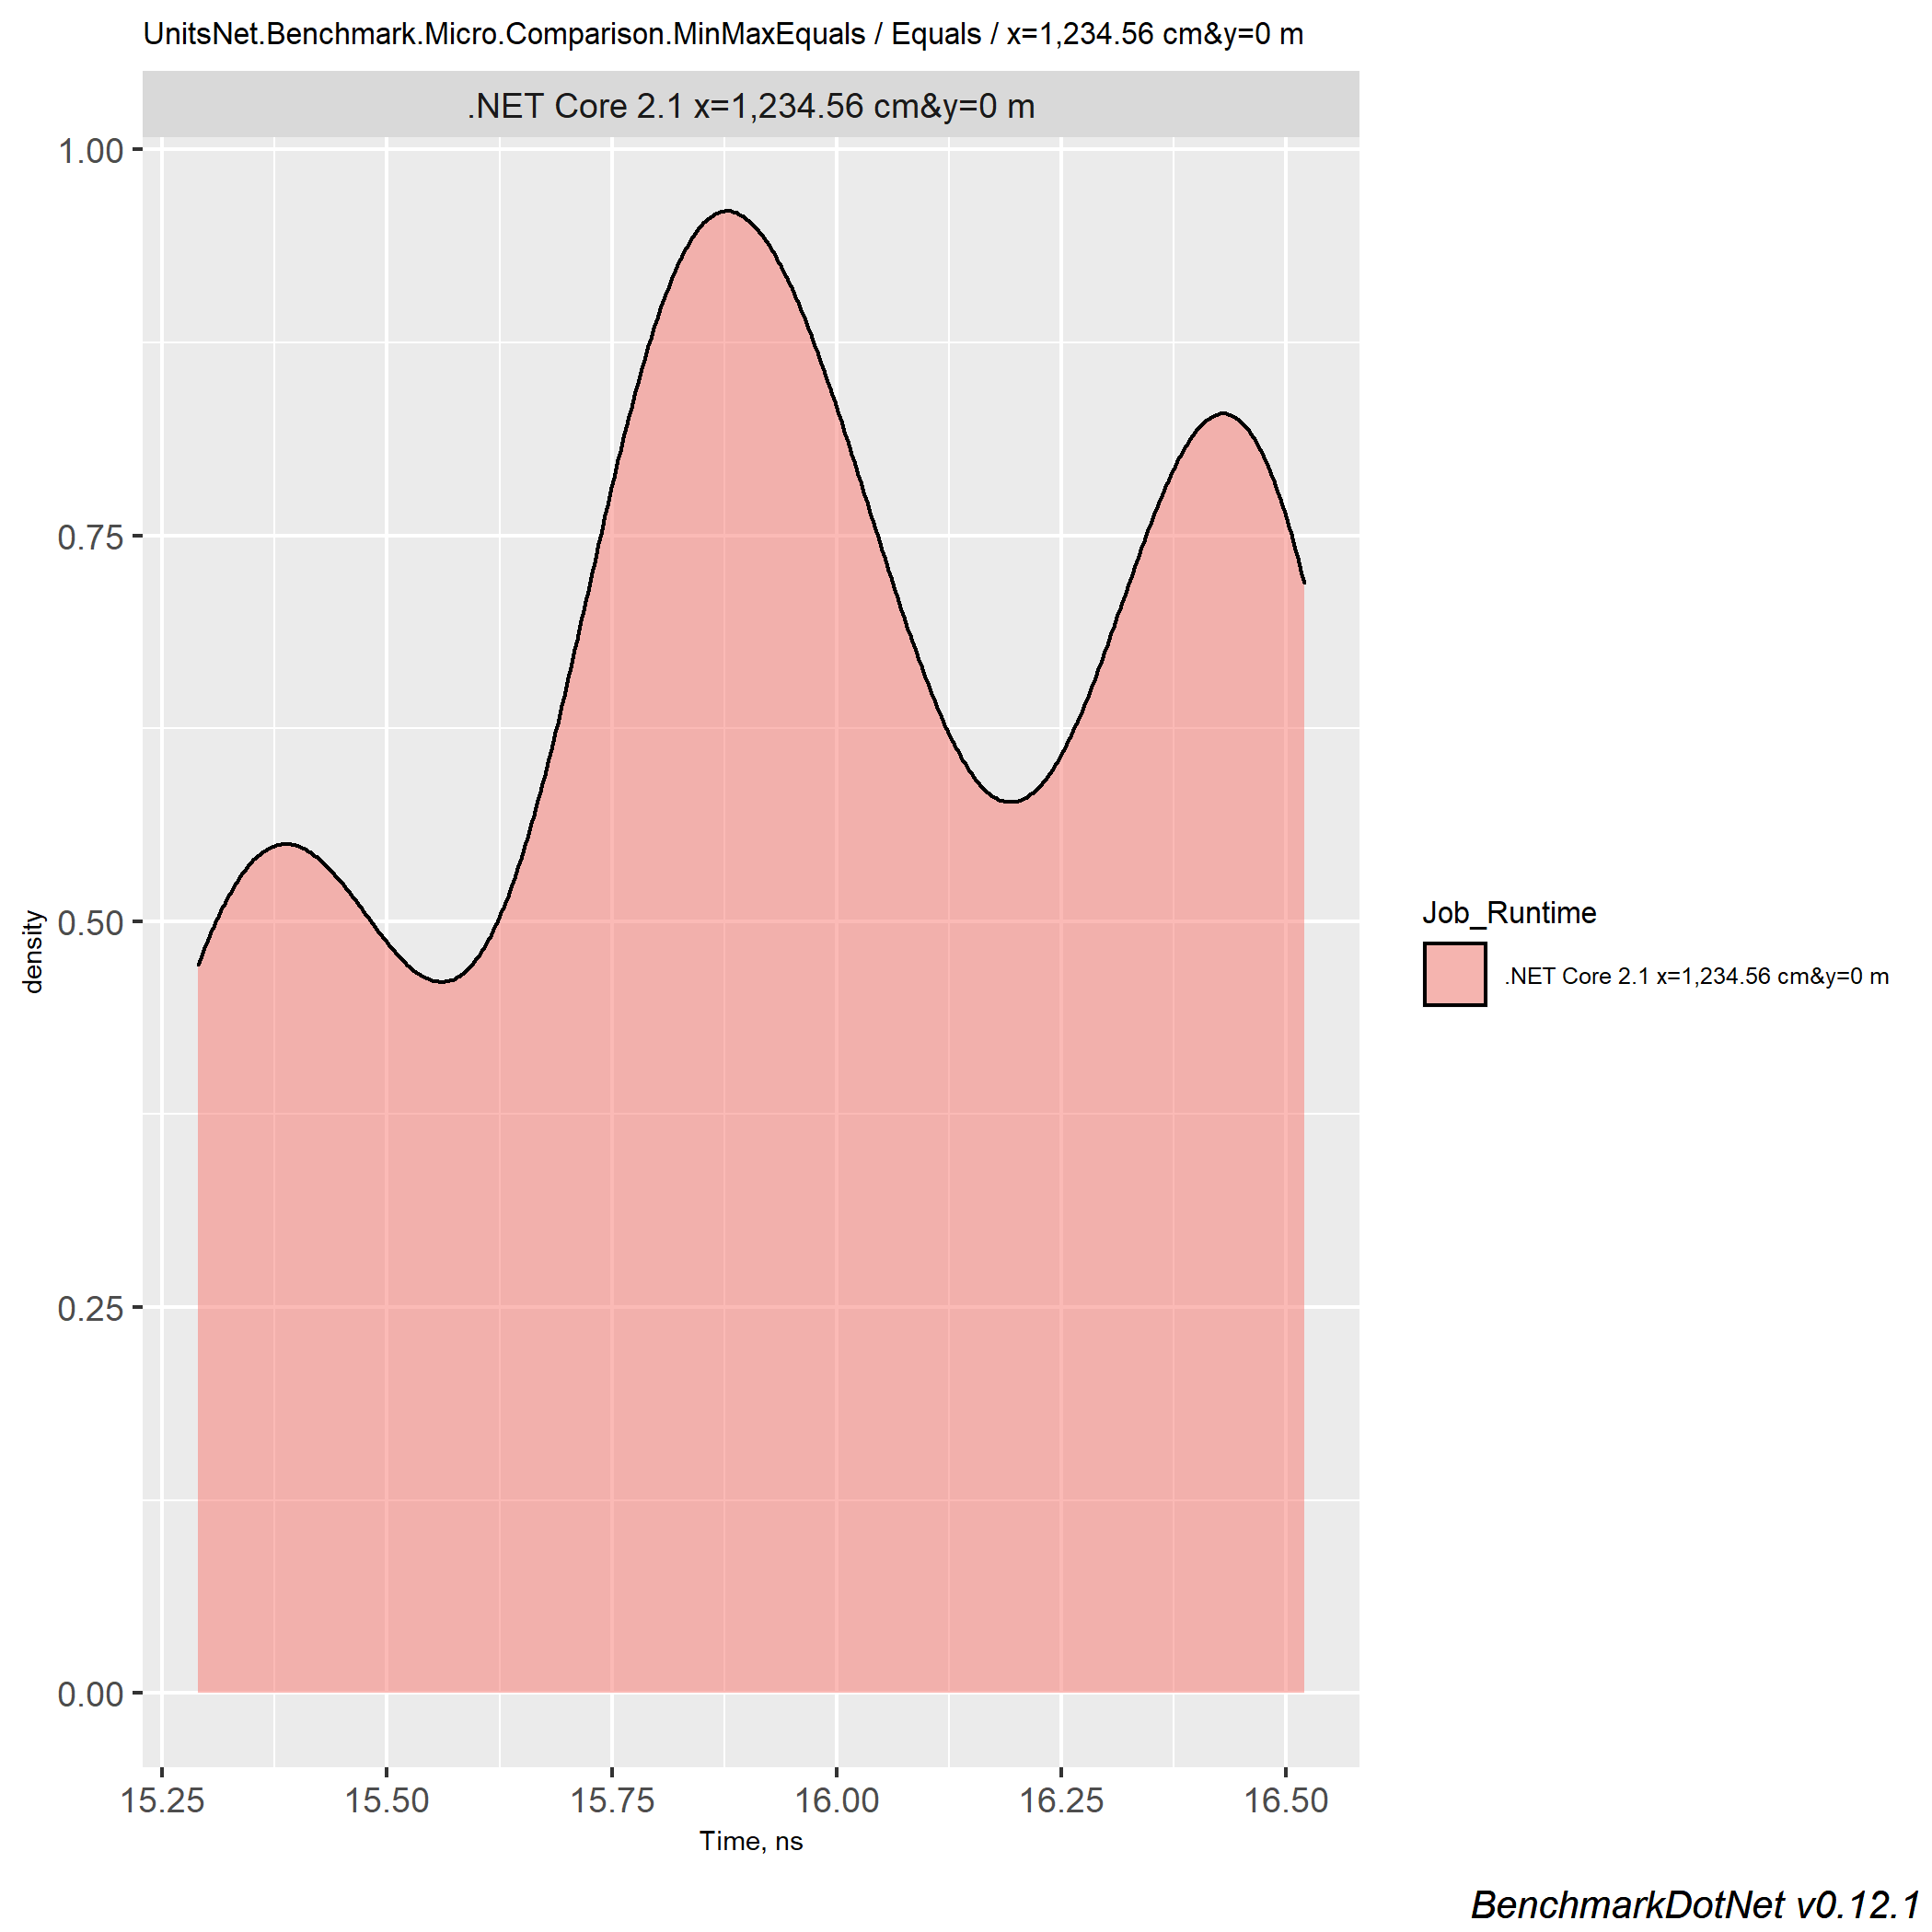 UnitsNet.Benchmark.Micro.Comparison.MinMaxEquals / Equals / x=1,234.56 cm&y=0 m
.NET Core 2.1 x=1,234.56 cm&y=0 m
1.00
0.75
0.50
0.25
0.00
density
15.25 15.50 15.75 16.00 16.25 16.50
Time, ns
Job_Runtime
.NET Core 2.1 x=1,234.56 cm&y=0 m
BenchmarkDotNet v0.12.1